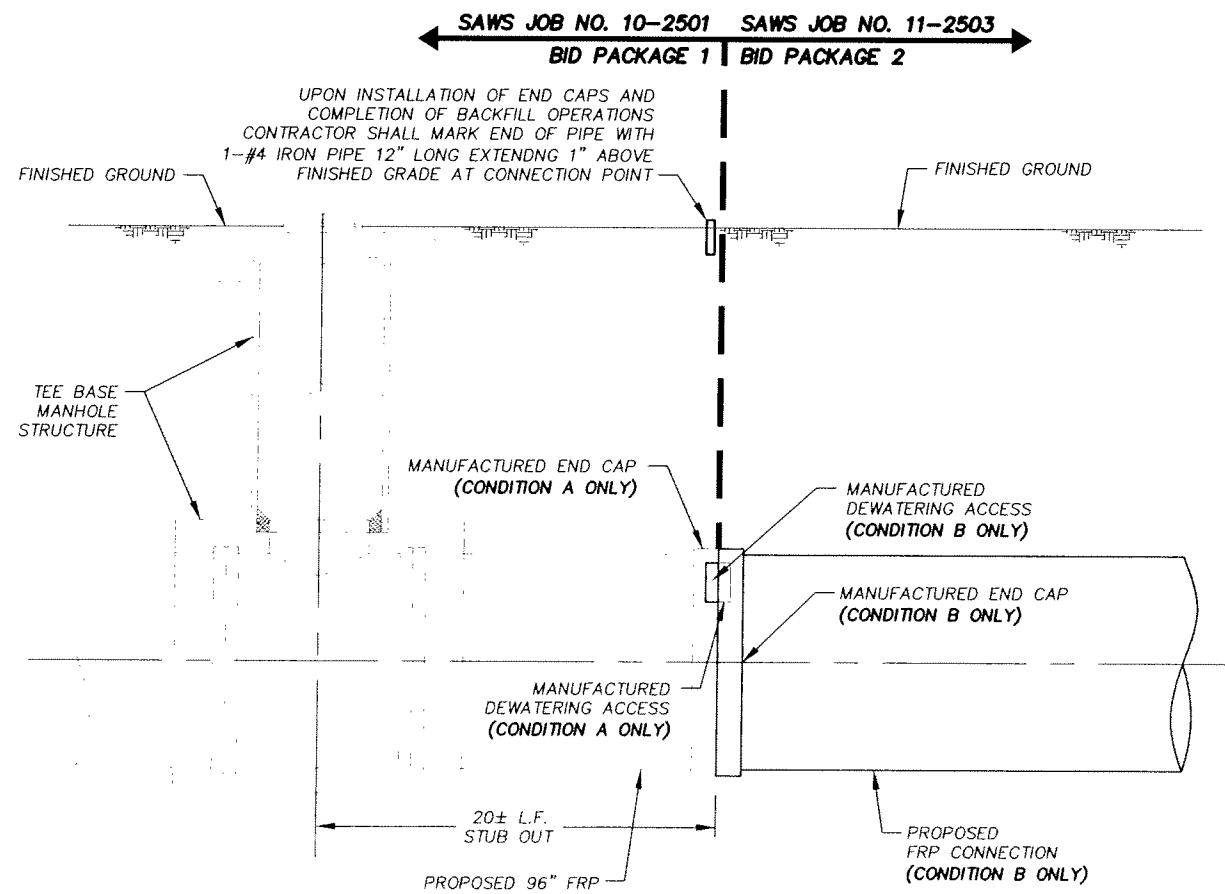 SAWS JOB NO. 10-2501 SAWS JOB NO. 11-2503
BID PACKAGE 1 BID PACKAGE 2
UPON INSTALLATION OF END CAPS AND
COMPLETION OF BACKFILL OPERATIONS
CONTRACTOR SHALL MARK END OF PIPE WITH
1-#4 IRON PIPE 12" LONG EXTENDNG 1" ABOVE
FINISHED GRADE AT CONNECTION POINT
FINISHED GROUND
FINISHED GROUND
TEE BASE
MANHOLE
STRUCTURE
MANUFACTURED END CAP
(CONDITION A ONLY)
MANUFACTURED
DEWATERING ACCESS
(CONDITION B ONLY)
MANUFACTURED END CAP
(CONDITION B ONLY)
MANUFACTURED
DEWATERING ACCESS
(CONDITION A ONLY)
20± L.F.
STUB OUT
PROPOSED
FRP CONNECTION
(CONDITION B ONLY)
PROPOSED 96" FRP